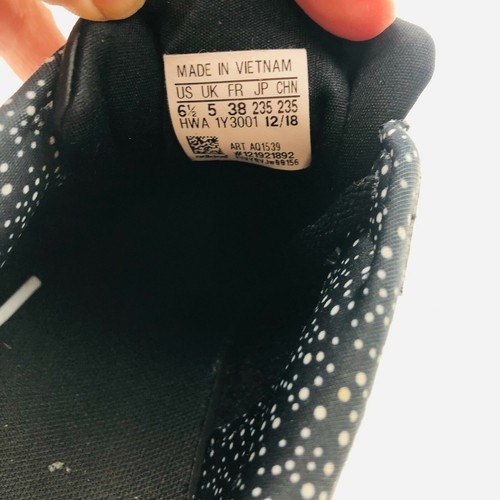 MADE IN VIETNAM
US UK FR JP CHN
6½ 5 38 235 235
HWA 1Y3001 12/18
ART AQ1539
#121921892